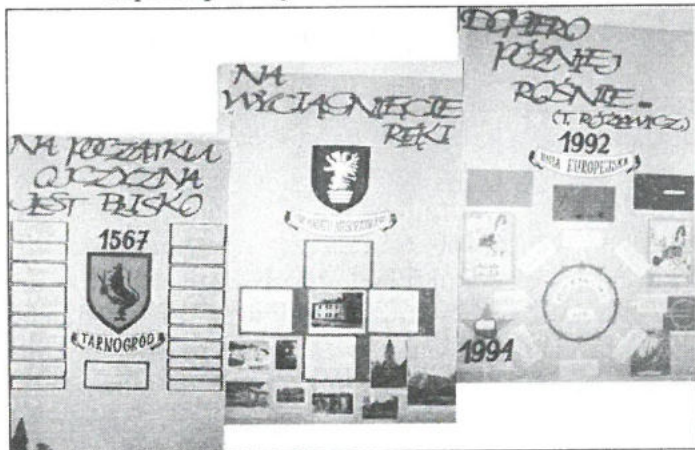 NA POCZĄTKU
OJCZYZNA
JEST BLISKO
1567
TARNOGRÓD
NA
WYCIĄGNIĘCIE
RĘKI
DOPIERO
PÓŹNIEJ
ROŚNIE...
(T. RÓŻEWICZ)
1992
UNIA EUROPEJSKA
1994